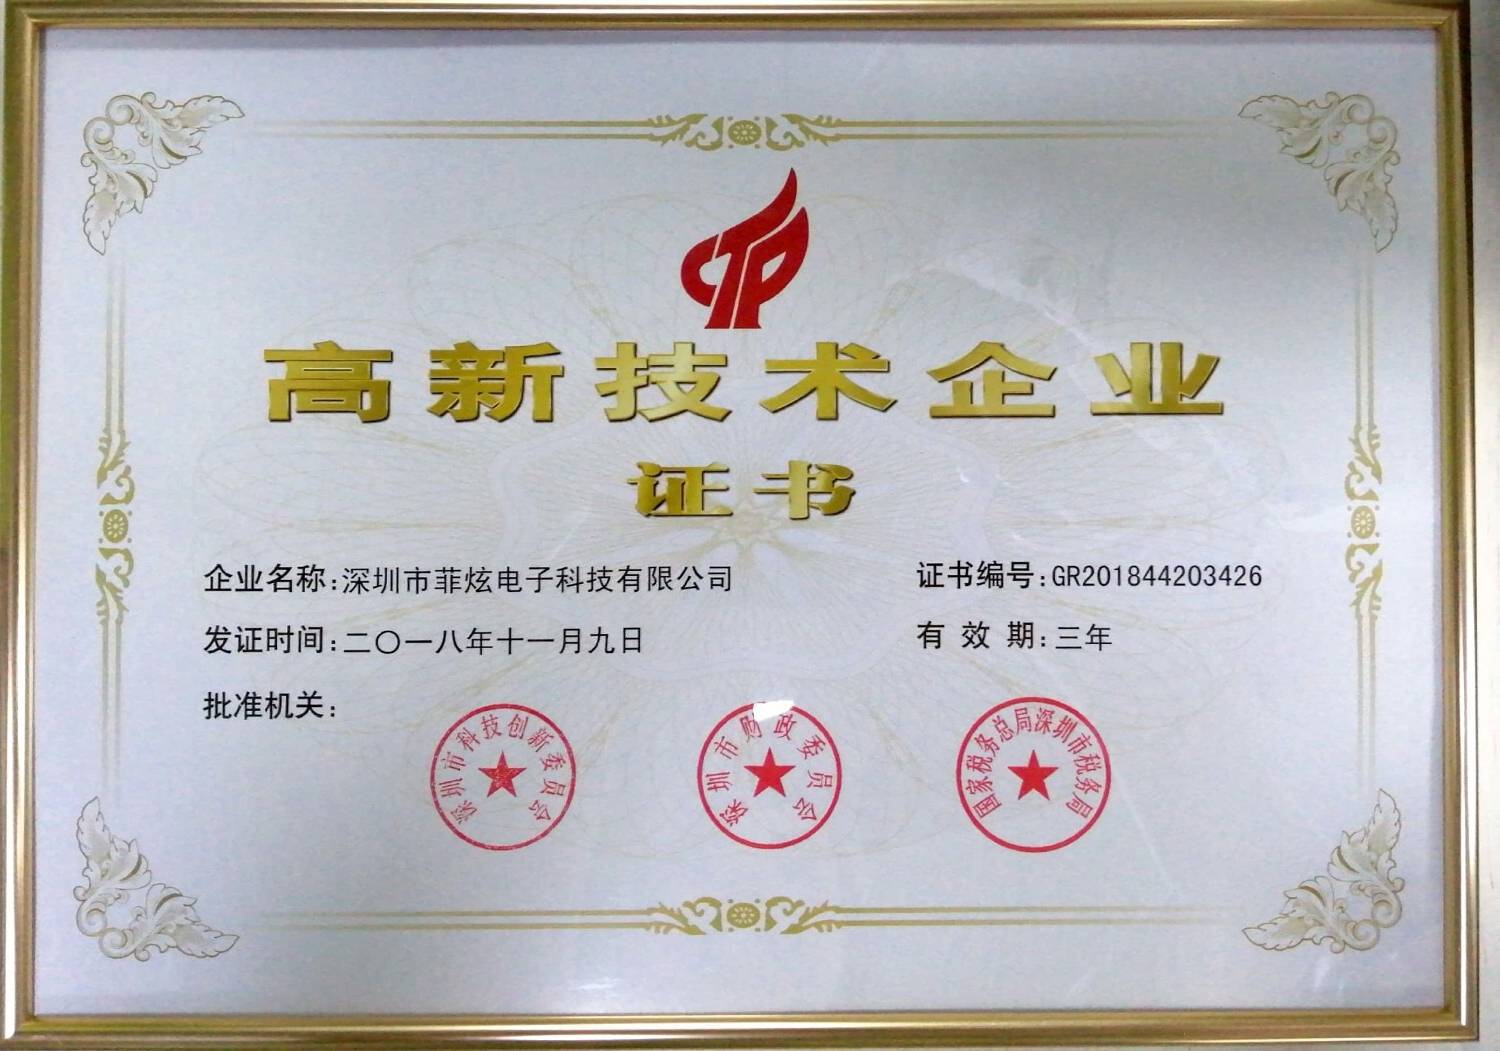 高新技术企业
证书
企业名称:深圳市菲炫电子科技有限公司
证书编号:GR201844203426
发证时间:二〇一八年十一月九日
有 效 期:三年
批准机关:
深圳市科技创新委员会
深圳市财政委员会
国家税务总局深圳市税务局